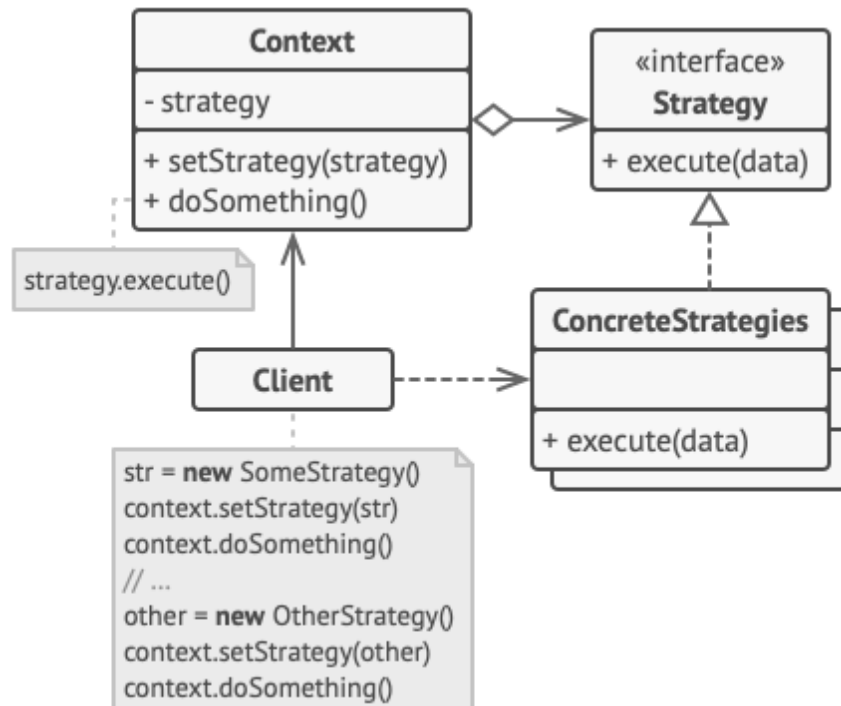 Context
- strategy
+ setStrategy(strategy)
+ doSomething()
strategy.execute()
«interface»
Strategy
+ execute(data)
ConcreteStrategies
+ execute(data)
Client
str = new SomeStrategy()
context.setStrategy(str)
context.doSomething()
// ...
other = new OtherStrategy()
context.setStrategy(other)
context.doSomething()